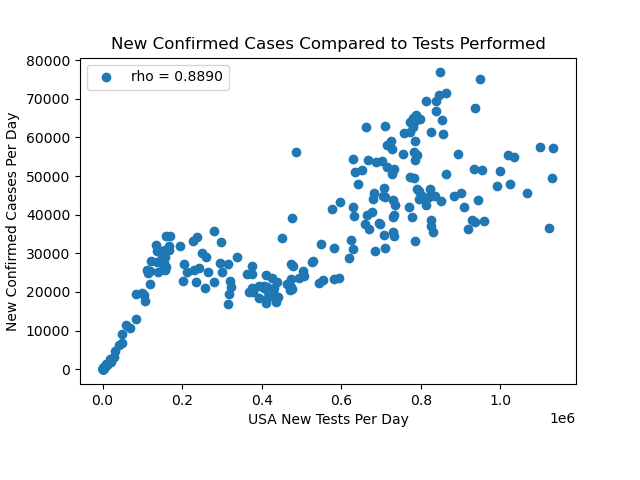 New Confirmed Cases Compared to Tests Performed
rho = 0.8890
80000
70000
60000
50000
40000
30000
20000
10000
0
New Confirmed Caeses Per Day
0.0 0.2 0.4 0.6 0.8 1.0
1e6
USA New Tests Per Day